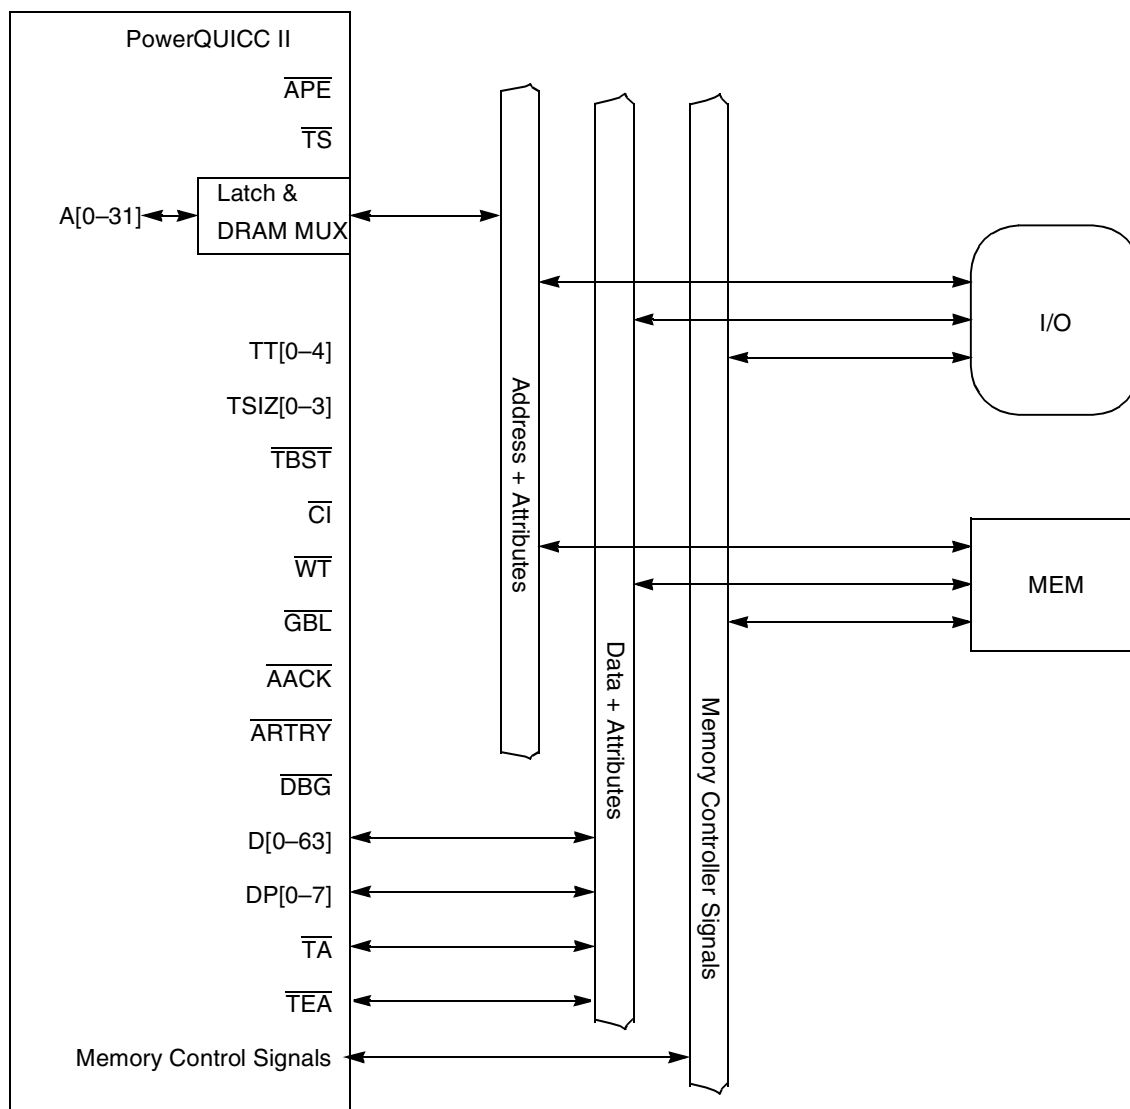 PowerQUICC II
APE
TS
Latch &
DRAM MUX
A[0–31]
TT[0–4]
TSIZ[0–3]
TBST
CI
WT
GBL
AACK
ARTRY
DBG
D[0–63]
DP[0–7]
TA
TEA
Memory Control Signals
Address + Attributes
Data + Attributes
Memory Controller Signals
I/O
MEM